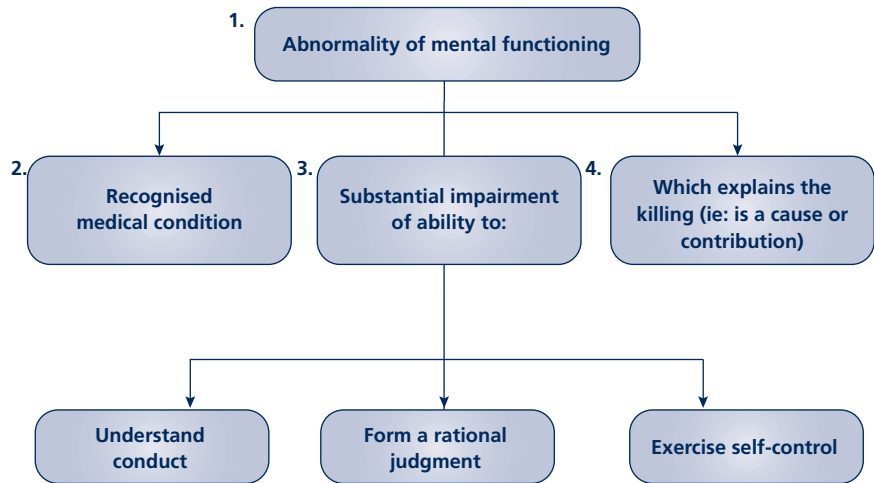 1.
Abnormality of mental functioning
2.
Recognised
medical condition
3.
Substantial impairment
of ability to:
4.
Which explains the
killing (ie: is a cause or
contribution)
Understand
conduct
Form a rational
judgment
Exercise self-control